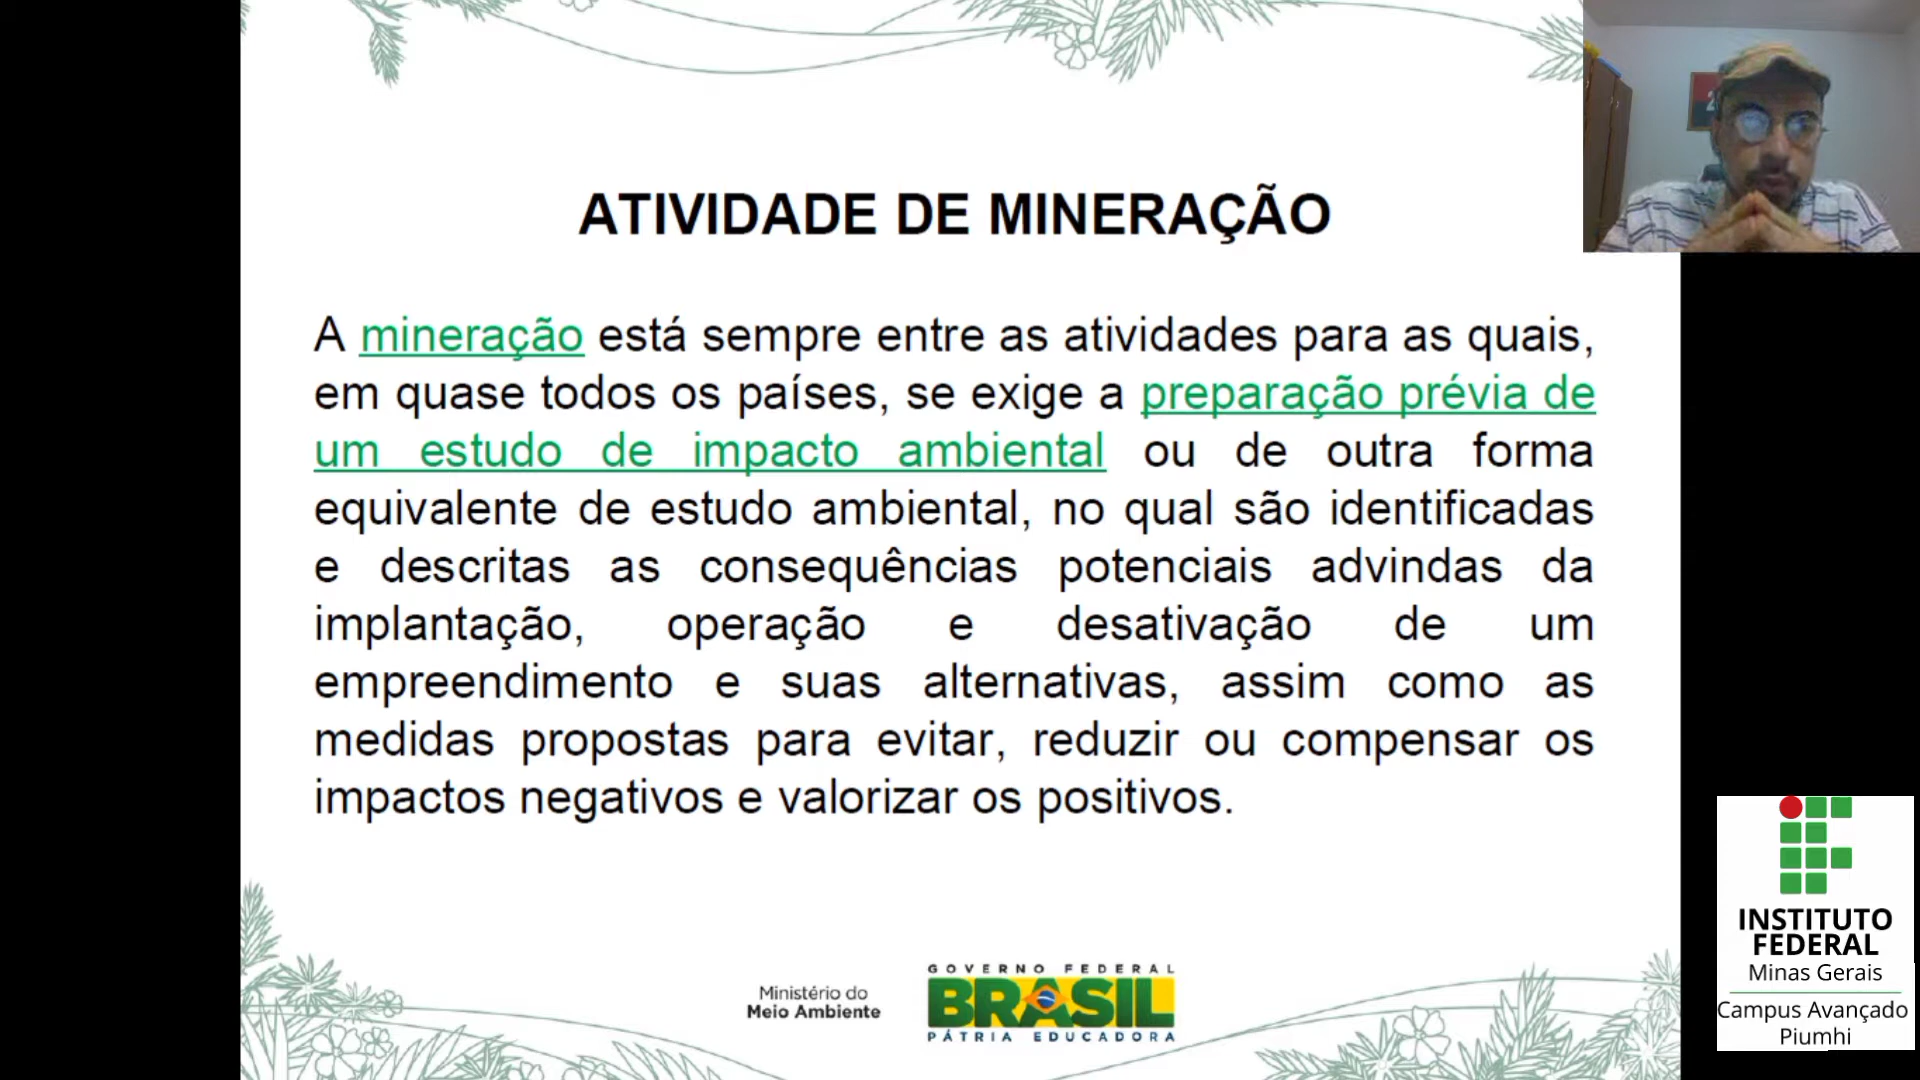 ATIVIDADE DE MINERAÇÃO
A mineração está sempre entre as atividades para as quais,
em quase todos os países, se exige a preparação prévia de
um estudo de impacto ambiental ou de outra forma
equivalente de estudo ambiental, no qual são identificadas
e descritas as consequências potenciais advindas da
implantação, operação e desativação de um
empreendimento e suas alternativas, assim como as
medidas propostas para evitar, reduzir ou compensar os
impactos negativos e valorizar os positivos.
Ministério do
Meio Ambiente
GOVERNO FEDERAL
BRASIL
PÁTRIA EDUCADORA
INSTITUTO
FEDERAL
Minas Gerais
Campus Avançado
Piumhi